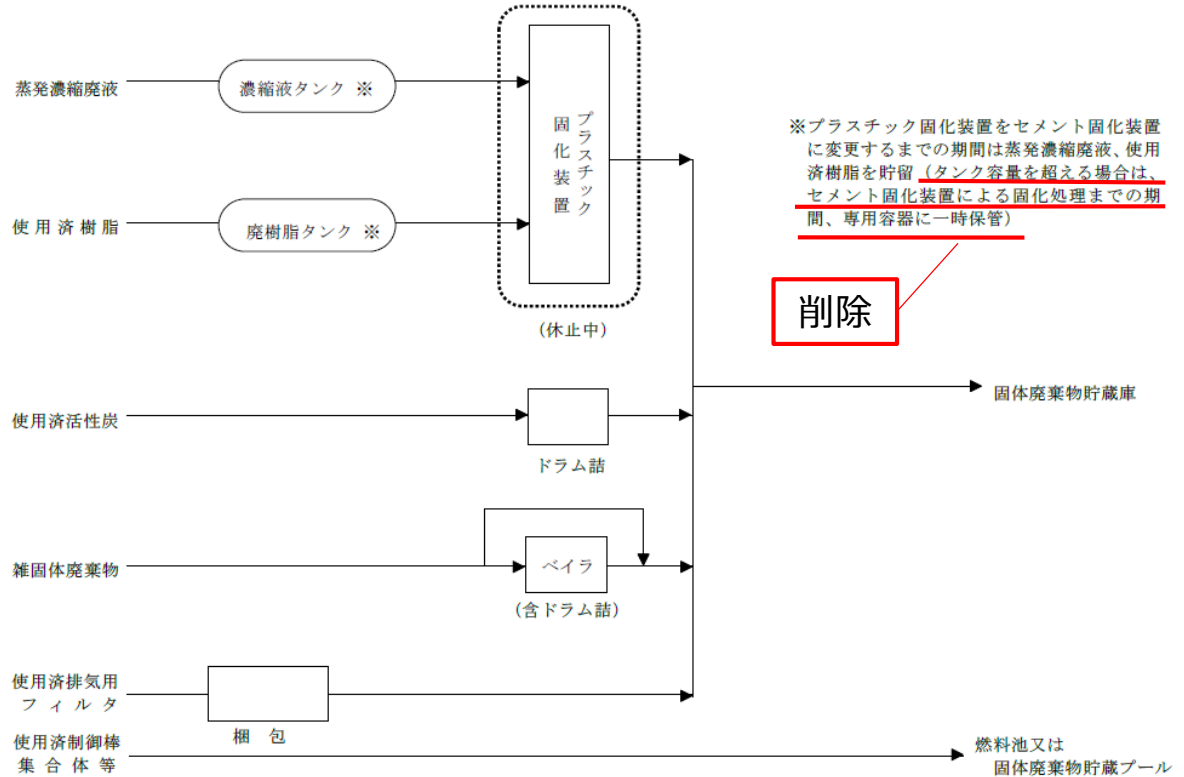 蒸発濃縮廃液
濃縮液タンク ※
プラスチック
固化装置
※プラスチック固化装置をセメント固化装置
に変更するまでの期間は蒸発濃縮廃液、使用
済樹脂を貯留(タンク容量を超える場合は、
セメント固化装置による固化処理までの期
間、専用容器に一時保管)
使用済樹脂
廃樹脂タンク ※
削除
(休止中)
固体廃棄物貯蔵庫
使用済活性炭
ドラム詰
雑固体廃棄物
ベイラ
(含ドラム詰)
使用済排気用
フィルタ
梱 包
使用済制御棒
集合体等
燃料池又は
固体廃棄物貯蔵プール